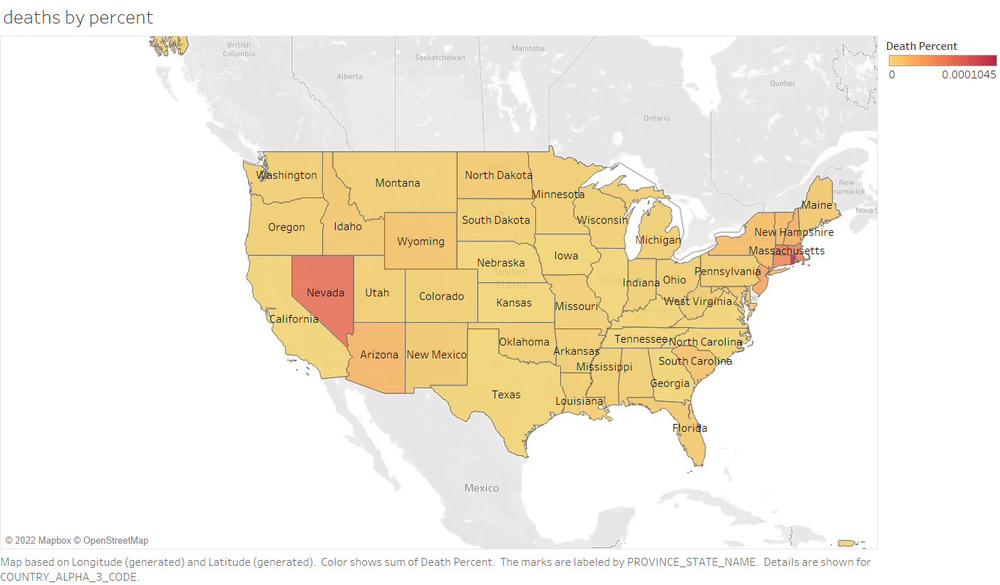 deaths by percent
Death Percent
0
0.0001045
British
Columbia
Manitoba
Saskatchewan
Alberta
Quebec
Ontario
New
Brunswick
Nova S
Washington
Montana
North Dakota
Minnesota
Oregon
Idaho
Wyoming
South Dakota
Wisconsin
Michigan
Maine
New Hampshire
Massachusetts
Nebraska
Iowa
United
States
Nevada
Utah
Colorado
Kansas
Missouri
Indiana
Ohio
Pennsylvania
West Virginia
California
Arizona
New Mexico
Oklahoma
Arkansas
Tennessee
North Carolina
South Carolina
Mississippi
Georgia
Texas
Louisiana
Florida
Mexico
© 2022 Mapbox © OpenStreetMap
Map based on Longitude (generated) and Latitude (generated).  Color shows sum of Death Percent.  The marks are labeled by PROVINCE_STATE_NAME.  Details are shown for
COUNTRY_ALPHA_3_CODE.